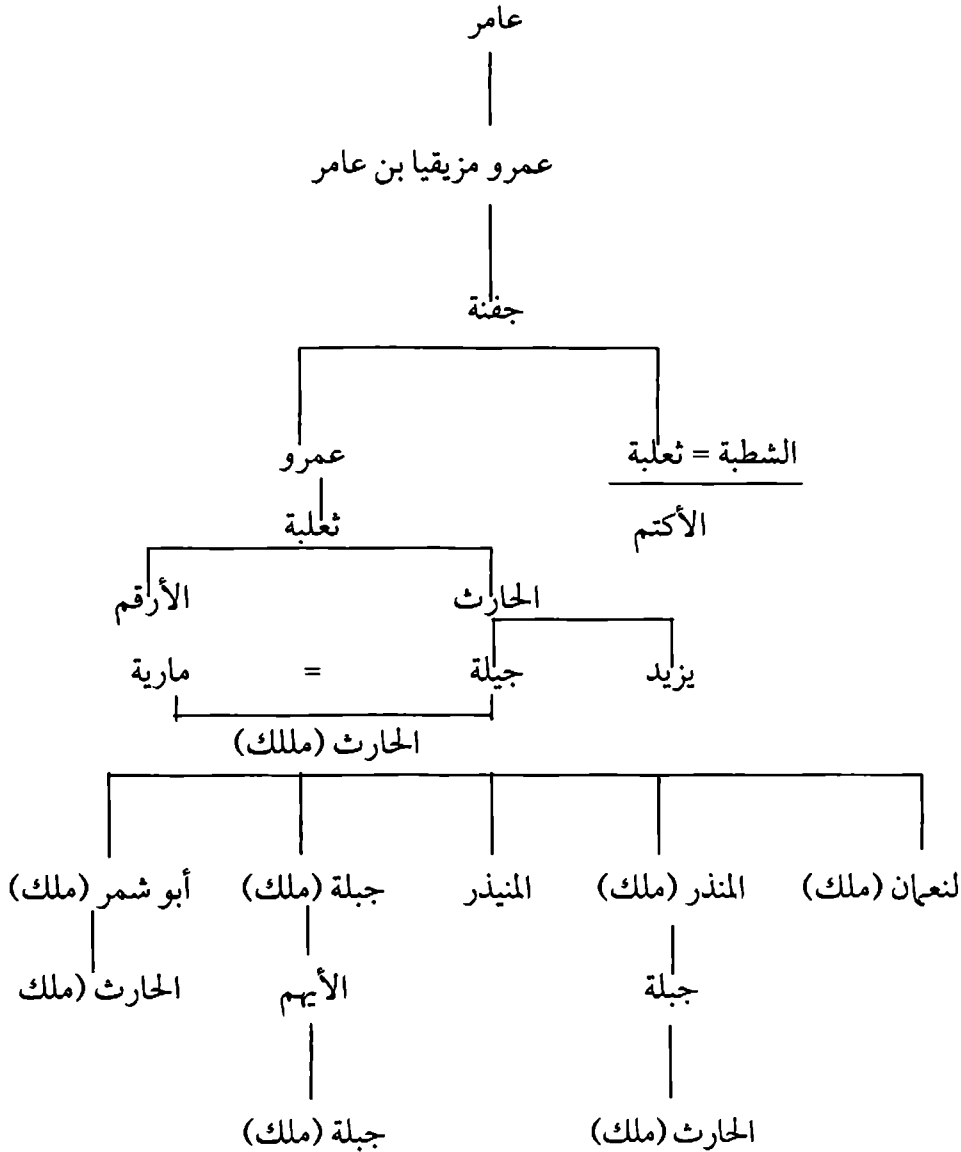 عامر
عمرو مزيقيا بن عامر
جفنة
الشطبة = ثعلبة
عمرو
الأكتم
ثعلبة
الحارث
الأرقم
يزيد
جيلة
=
مارية
الحارث (مللك)
لنعمان (ملك)
المنذر (ملك)
المنيذر
جبلة (ملك)
أبو شمر (ملك)
جبلة
الأيهم
الحارث (ملك
الحارث (ملك)
جبلة (ملك)